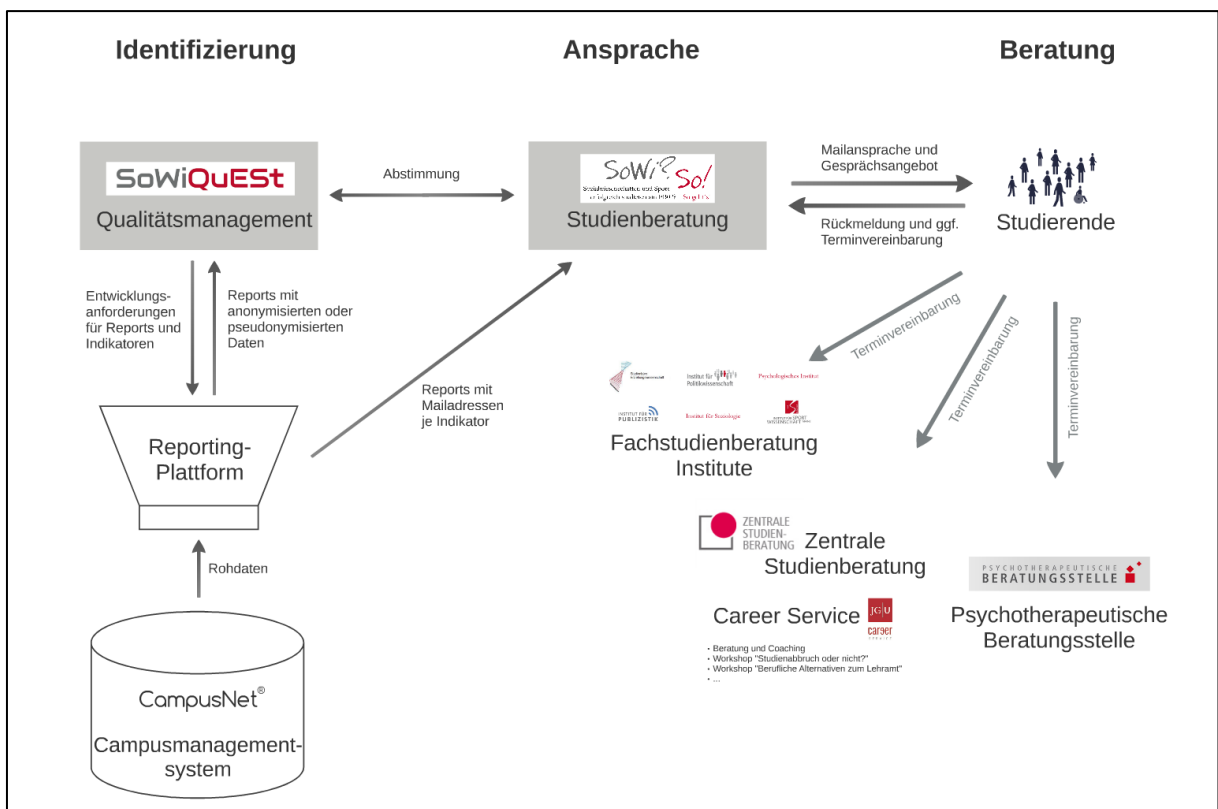 Identifizierung
Ansprache
Beratung
SoWiQuESt
Qualitätsmanagement
Abstimmung
SoWi? So!
Studienberatung
Mailansprache und
Gesprächsangebot
Rückmeldung und ggf.
Terminvereinbarung
Studierende
Entwicklungs-
anforderungen
für Reports und
Indikatoren
Reports mit
anonymisierten oder
pseudonymisierten
Daten
Reports mit
Mailadressen
je Indikator
Terminvereinbarung
Terminvereinbarung
Terminvereinbarung
Institut für
Politikwissenschaft
Psychologisches Institut
INSTITUT FÜR
PUBLIZISTIK
Institut für Soziologie
Fachstudienberatung
Institute
Reporting-
Plattform
Rohdaten
ZENTRALE
STUDIEN-
BERATUNG
Zentrale
Studienberatung
Career Service
JG|U
career
SERVICE
• Beratung und Coaching
• Workshop "Studienabbruch oder nicht?"
• Workshop "Berufliche Alternativen zum Lehramt"
• ...
PSYCHOTHERAPEUTISCHE
BERATUNGSSTELLE
Psychotherapeutische
Beratungsstelle
CampusNet®
Campusmanagement-
system